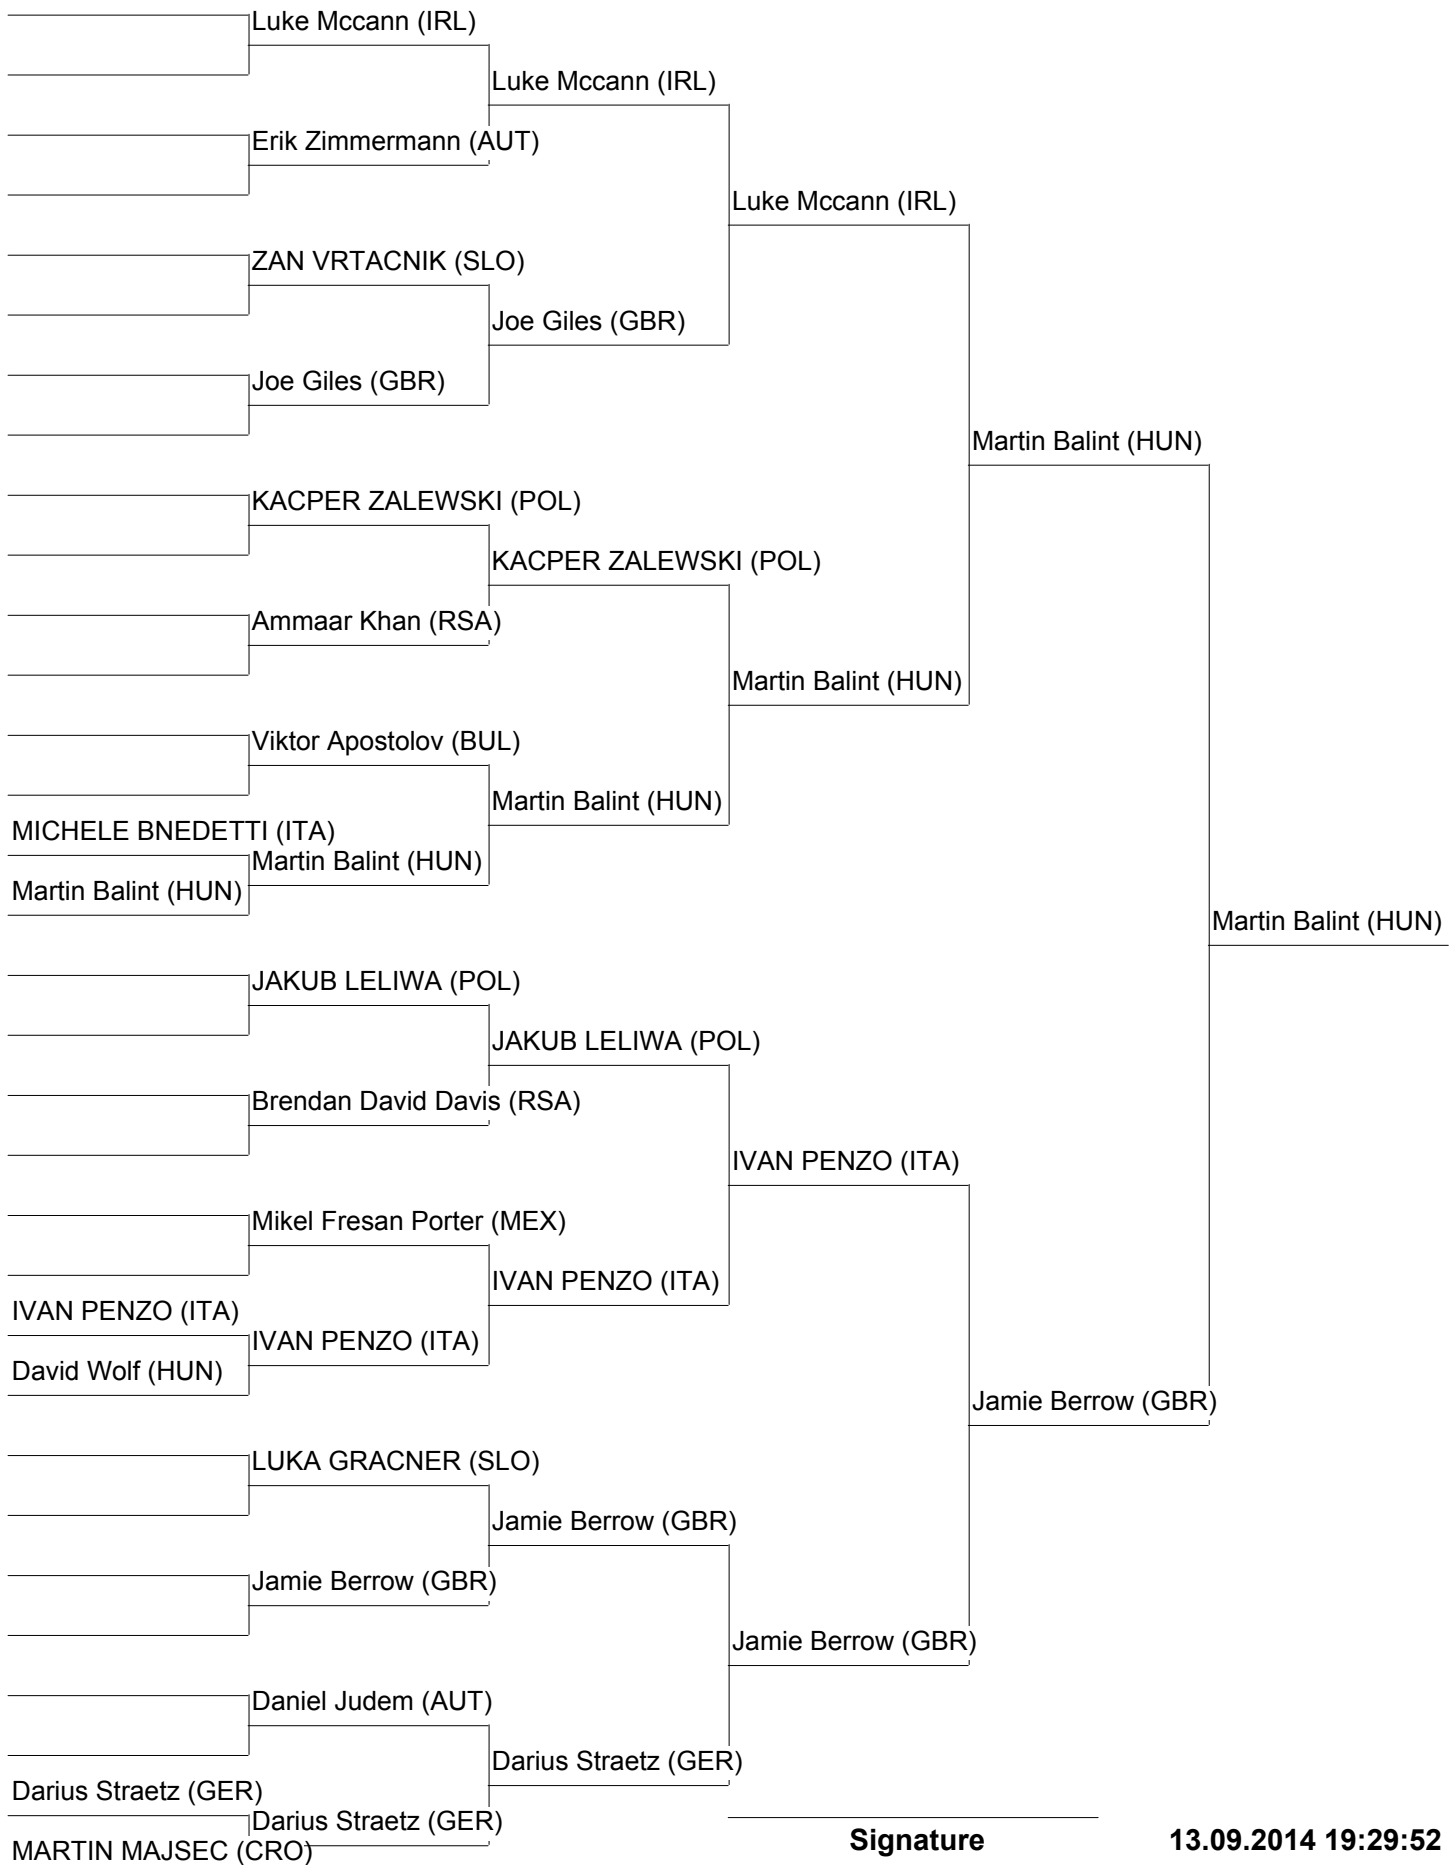 Luke Mccann (IRL)
Luke Mccann (IRL)
Erik Zimmermann (AUT)
Luke Mccann (IRL)
ZAN VRTACNIK (SLO)
Joe Giles (GBR)
Joe Giles (GBR)
Martin Balint (HUN)
KACPER ZALEWSKI (POL)
KACPER ZALEWSKI (POL)
Ammaar Khan (RSA)
Martin Balint (HUN)
Viktor Apostolov (BUL)
Martin Balint (HUN)
MICHELE BNEDETTI (ITA)
Martin Balint (HUN)
Martin Balint (HUN)
Martin Balint (HUN)
JAKUB LELIWA (POL)
JAKUB LELIWA (POL)
Brendan David Davis (RSA)
IVAN PENZO (ITA)
Mikel Fresan Porter (MEX)
IVAN PENZO (ITA)
IVAN PENZO (ITA)
IVAN PENZO (ITA)
David Wolf (HUN)
Jamie Berrow (GBR)
LUKA GRACNER (SLO)
Jamie Berrow (GBR)
Jamie Berrow (GBR)
Jamie Berrow (GBR)
Daniel Judem (AUT)
Darius Straetz (GER)
Darius Straetz (GER)
Darius Straetz (GER)
MARTIN MAJSEC (CRO)
Signature 13.09.2014 19:29:52